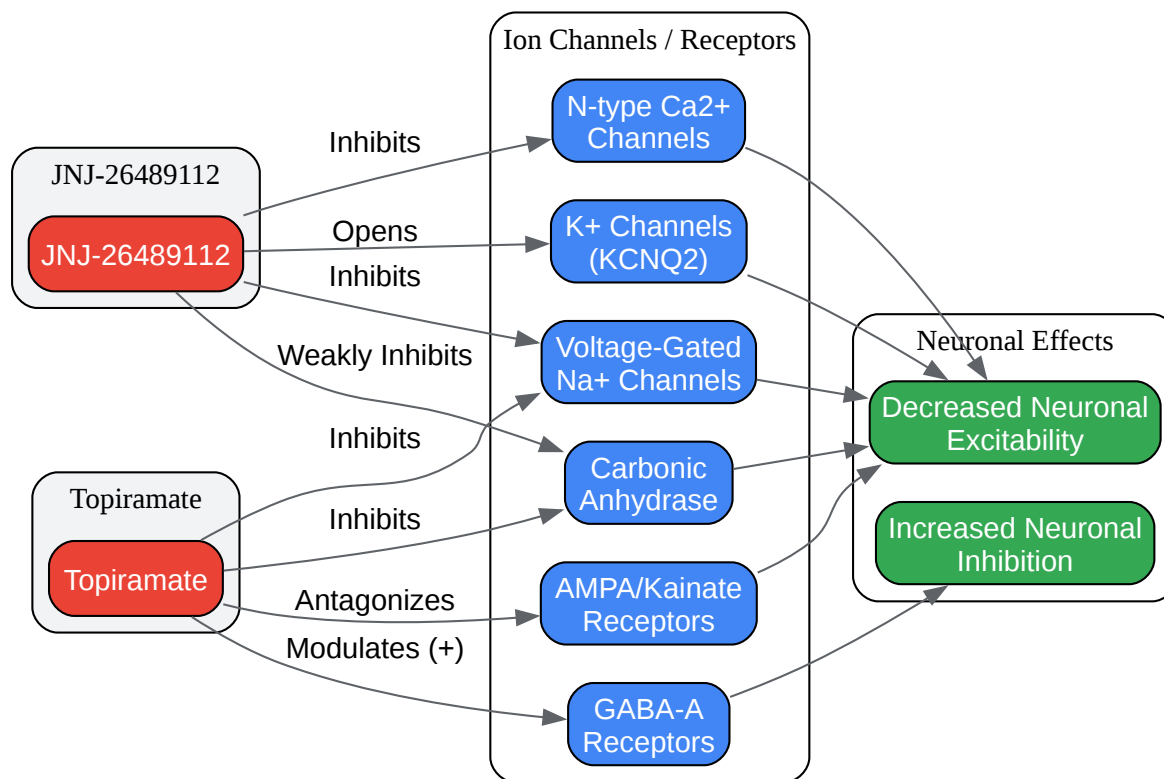 Ion Channels / Receptors
N-type Ca2+
Channels
Inhibits
JNJ-26489112
JNJ-26489112
Opens
K+ Channels
(KCNQ2)
Inhibits
Neuronal Effects
Weakly Inhibits
Voltage-Gated
Na+ Channels
Decreased Neuronal
Excitability
Inhibits
Carbonic
Anhydrase
Topiramate
Inhibits
Increased Neuronal
Inhibition
Topiramate
Antagonizes
AMPA/Kainate
Receptors
Modulates (+)
GABA-A
Receptors